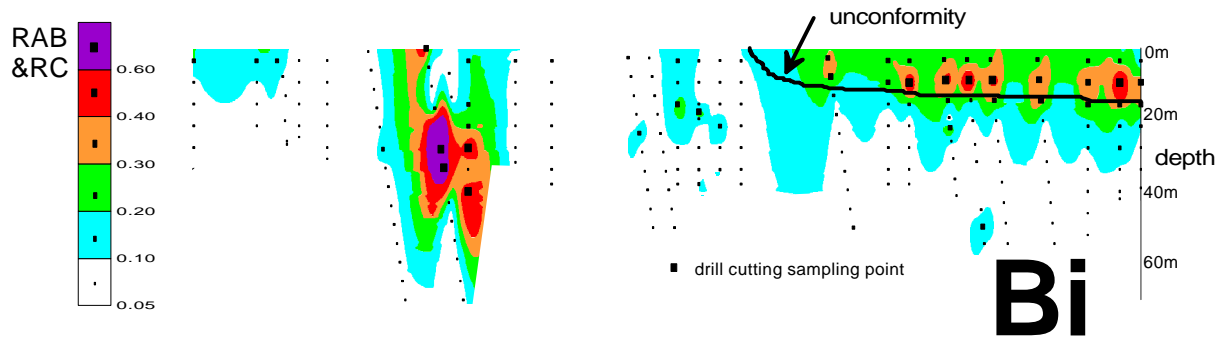 RAB
&RC
0.60
0.40
0.30
0.20
0.10
0.05
unconformity
0m
20m
depth
40m
60m
drill cutting sampling point
Bi